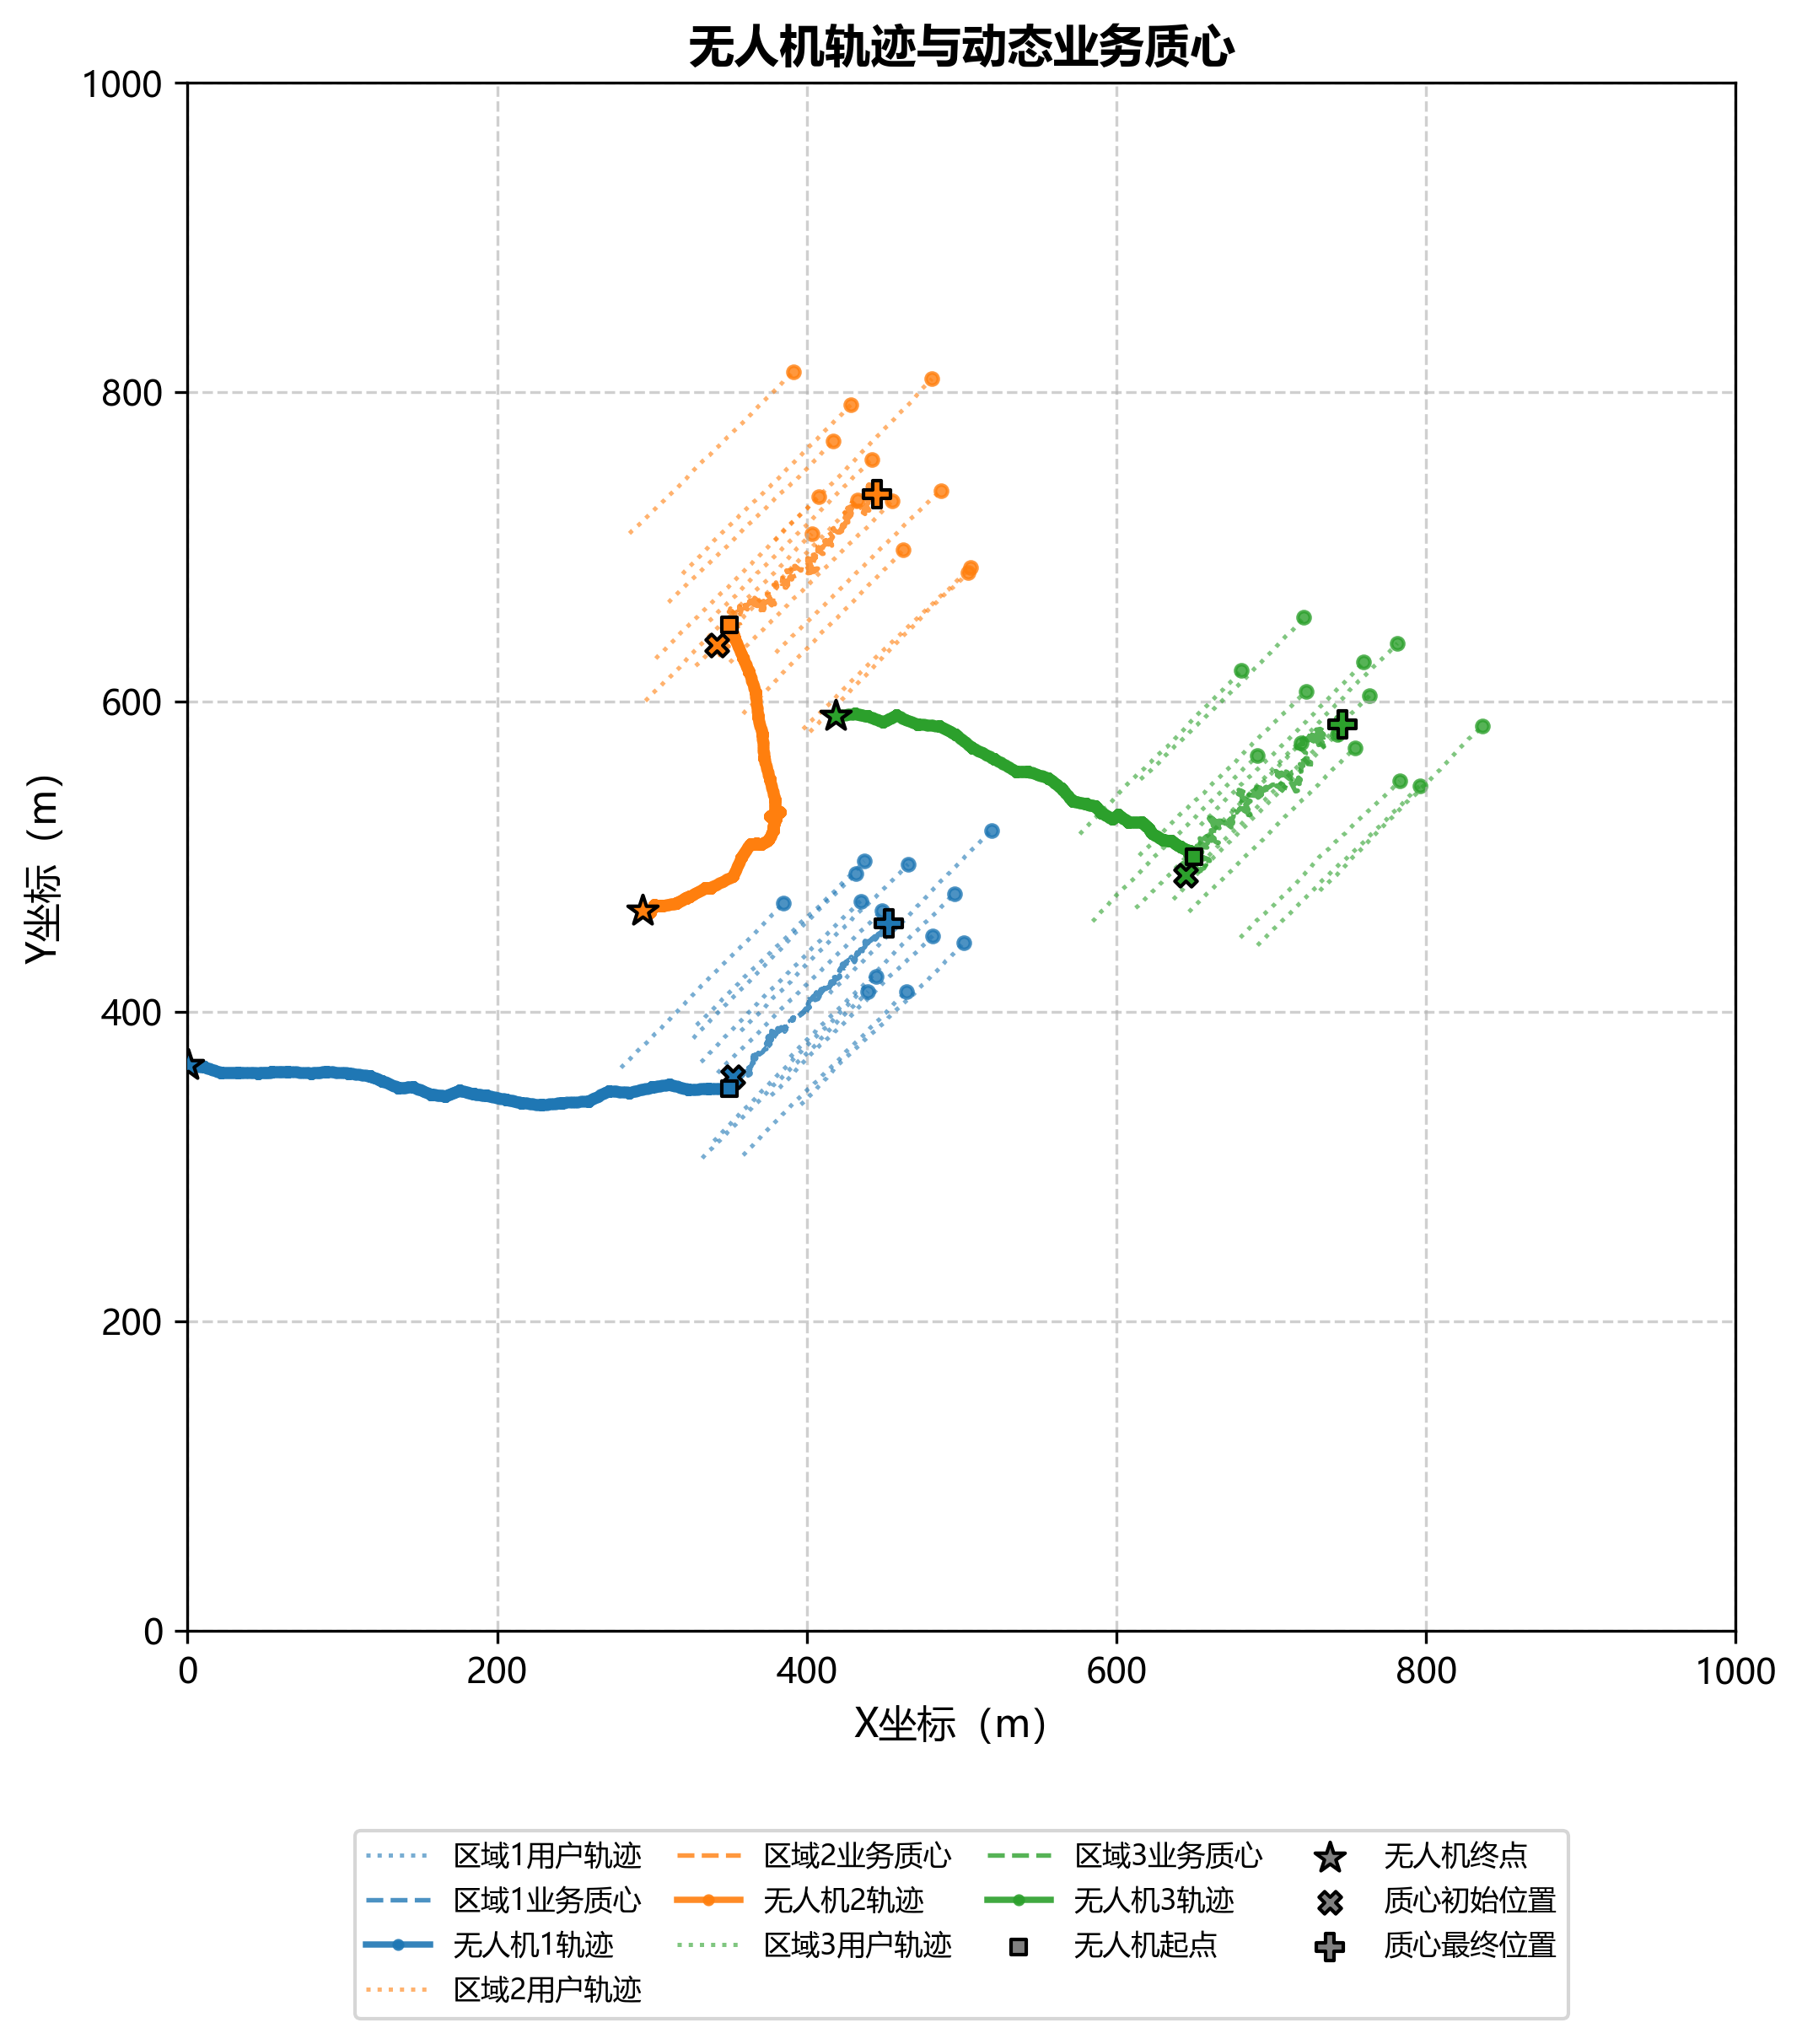 无人机轨迹与动态业务质心
1000
800
600
400
200
0
Y坐标（m）
0 200 400 600 800 1000
X坐标（m）
区域1用户轨迹 区域2业务质心 区域3业务质心 无人机终点
区域1业务质心 无人机2轨迹 无人机3轨迹 质心初始位置
无人机1轨迹 区域3用户轨迹 无人机起点 质心最终位置
区域2用户轨迹